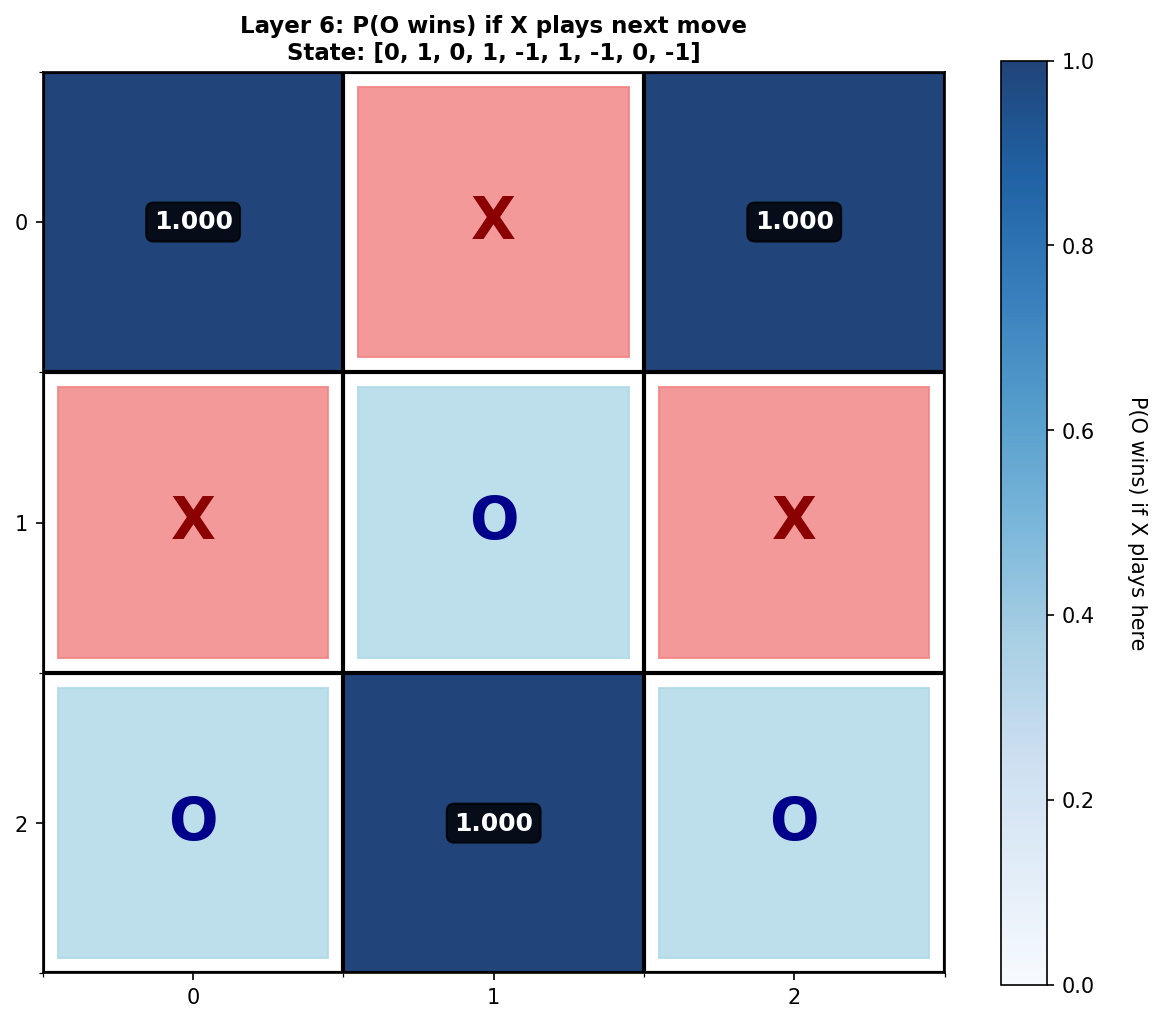 Layer 6: P(O wins) if X plays next move
State: [0, 1, 0, 1, -1, 1, -1, 0, -1]
1.000
X
1.000
X
O
X
O
1.000
O
0
1
2
0
1
2
1.0
0.8
0.6
0.4
0.2
0.0
P(O wins) if X plays here